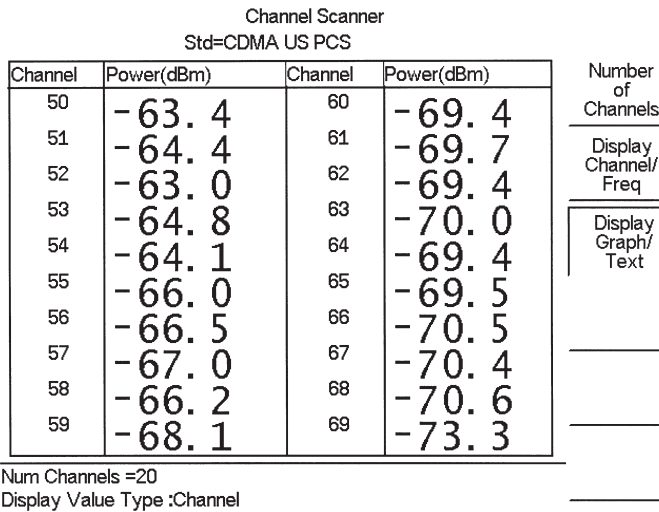 Channel Scanner
Std=CDMA US PCS
Channel Power(dBm) Channel Power(dBm)
50 -63.4 60 -69.4
51 -64.4 61 -69.7
52 -63.0 62 -69.4
53 -64.8 63 -70.0
54 -64.1 64 -69.4
55 -66.0 65 -69.5
56 -66.5 66 -70.5
57 -67.0 67 -70.4
58 -66.2 68 -70.6
59 -68.1 69 -73.3
Num Channels =20
Display Value Type :Channel
Number
of
Channels
Display
Channel/
Freq
Display
Graph/
Text